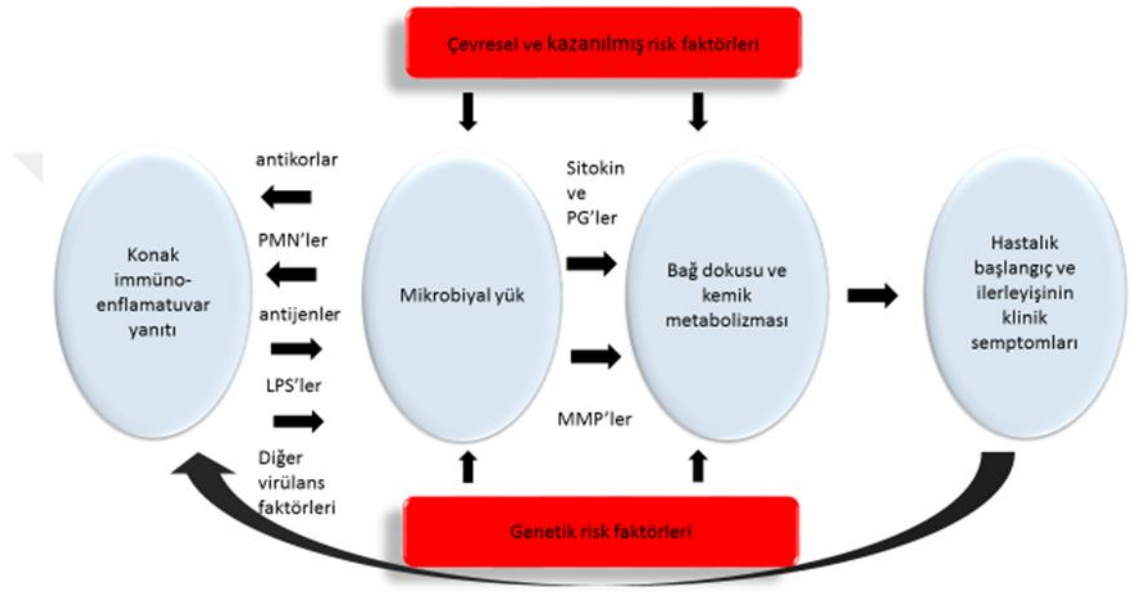 Çevresel ve kazanılmış risk faktörleri
Konak
immüno-
enflamatuvar
yanıtı
antikorlar
PMN’ler
antijenler
LPS’ler
Diğer
virülans
faktörleri
Mikrobiyal yük
Sitokin
ve
PG’ler
MMP’ler
Bağ dokusu ve
kemik
metabolizması
Hastalık
başlangıç ve
ilerleyişinin
klinik
semptomları
Genetik risk faktörleri